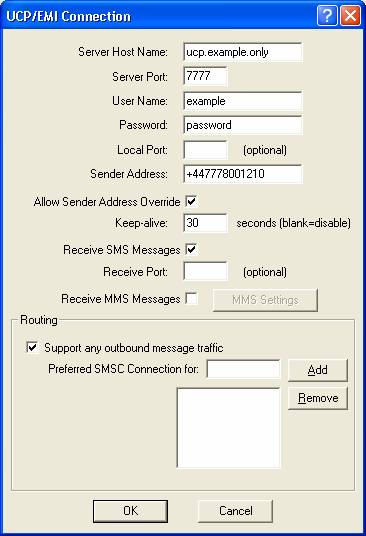 UCP/EMI Connection
Server Host Name: ucp.example.only
Server Port: 7777
User Name: example
Password: password
Local Port: (optional)
Sender Address: +447778001210
Allow Sender Address Override
Keep-alive: 30 seconds (blank=disable)
Receive SMS Messages
Receive Port: (optional)
Receive MMS Messages MMS Settings
Routing
Support any outbound message traffic
Preferred SMSC Connection for: Add
Remove
OK Cancel